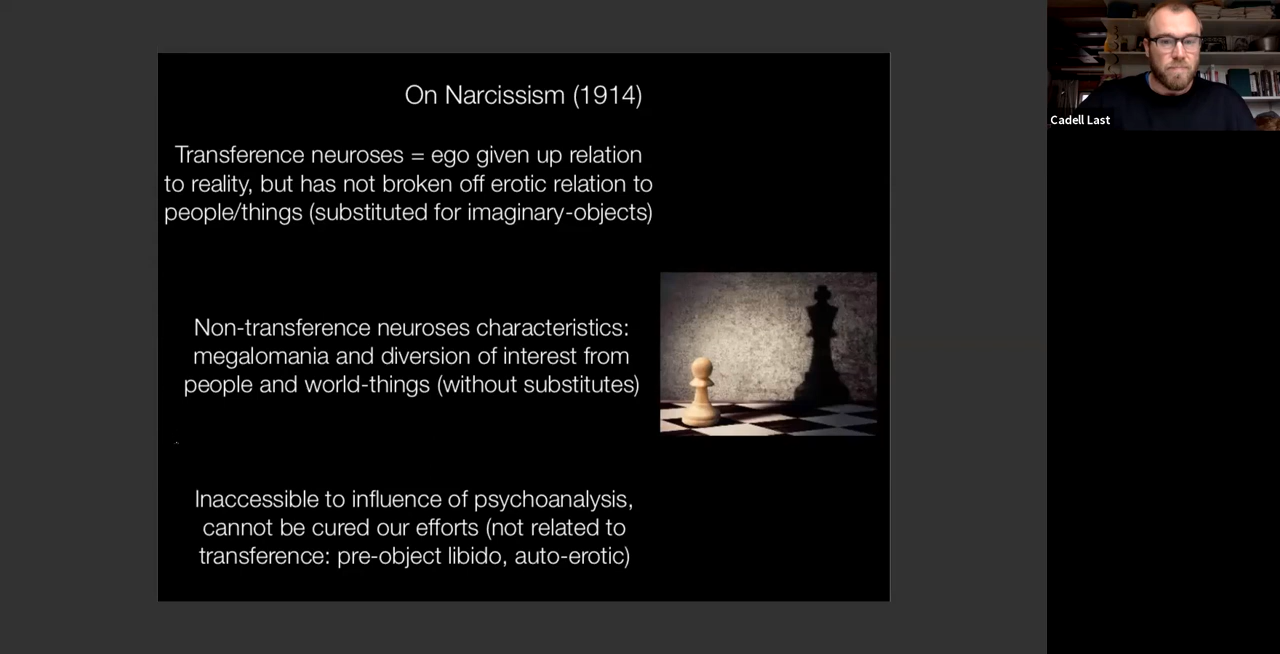 On Narcissism (1914)
Transference neuroses = ego given up relation
to reality, but has not broken off erotic relation to
people/things (substituted for imaginary-objects)
Non-transference neuroses characteristics:
megalomania and diversion of interest from
people and world-things (without substitutes)
Inaccessible to influence of psychoanalysis,
cannot be cured our efforts (not related to
transference: pre-object libido, auto-erotic)
Cadell Last